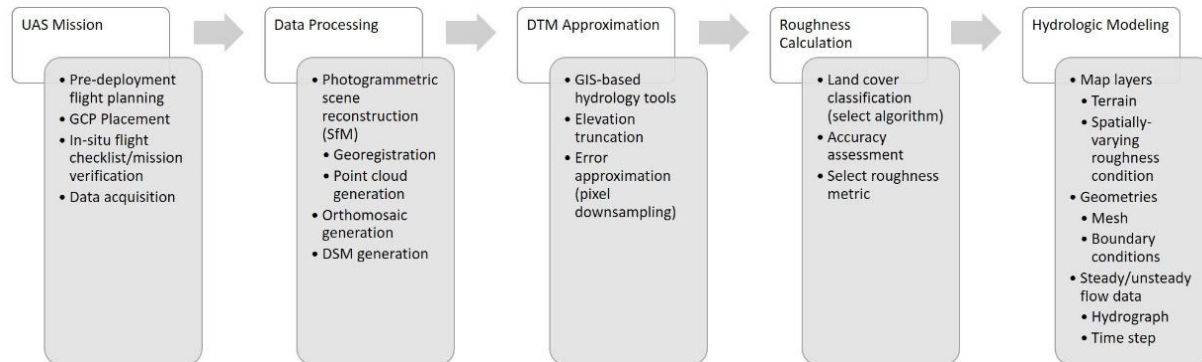 UAS Mission
• Pre-deployment
flight planning
• GCP Placement
• In-situ flight
checklist/mission
verification
• Data acquisition
Data Processing
• Photogrammetric
scene
reconstruction
(SfM)
• Georegistration
• Point cloud
generation
• Orthomosaic
generation
• DSM generation
DTM Approximation
• GIS-based
hydrology tools
• Elevation
truncation
• Error
approximation
(pixel
downsampling)
Roughness
Calculation
• Land cover
classification
(select algorithm)
• Accuracy
assessment
• Select roughness
metric
Hydrologic Modeling
• Map layers
• Terrain
• Spatially-
varying
roughness
condition
• Geometries
• Mesh
• Boundary
conditions
• Steady/unsteady
flow data
• Hydrograph
• Time step